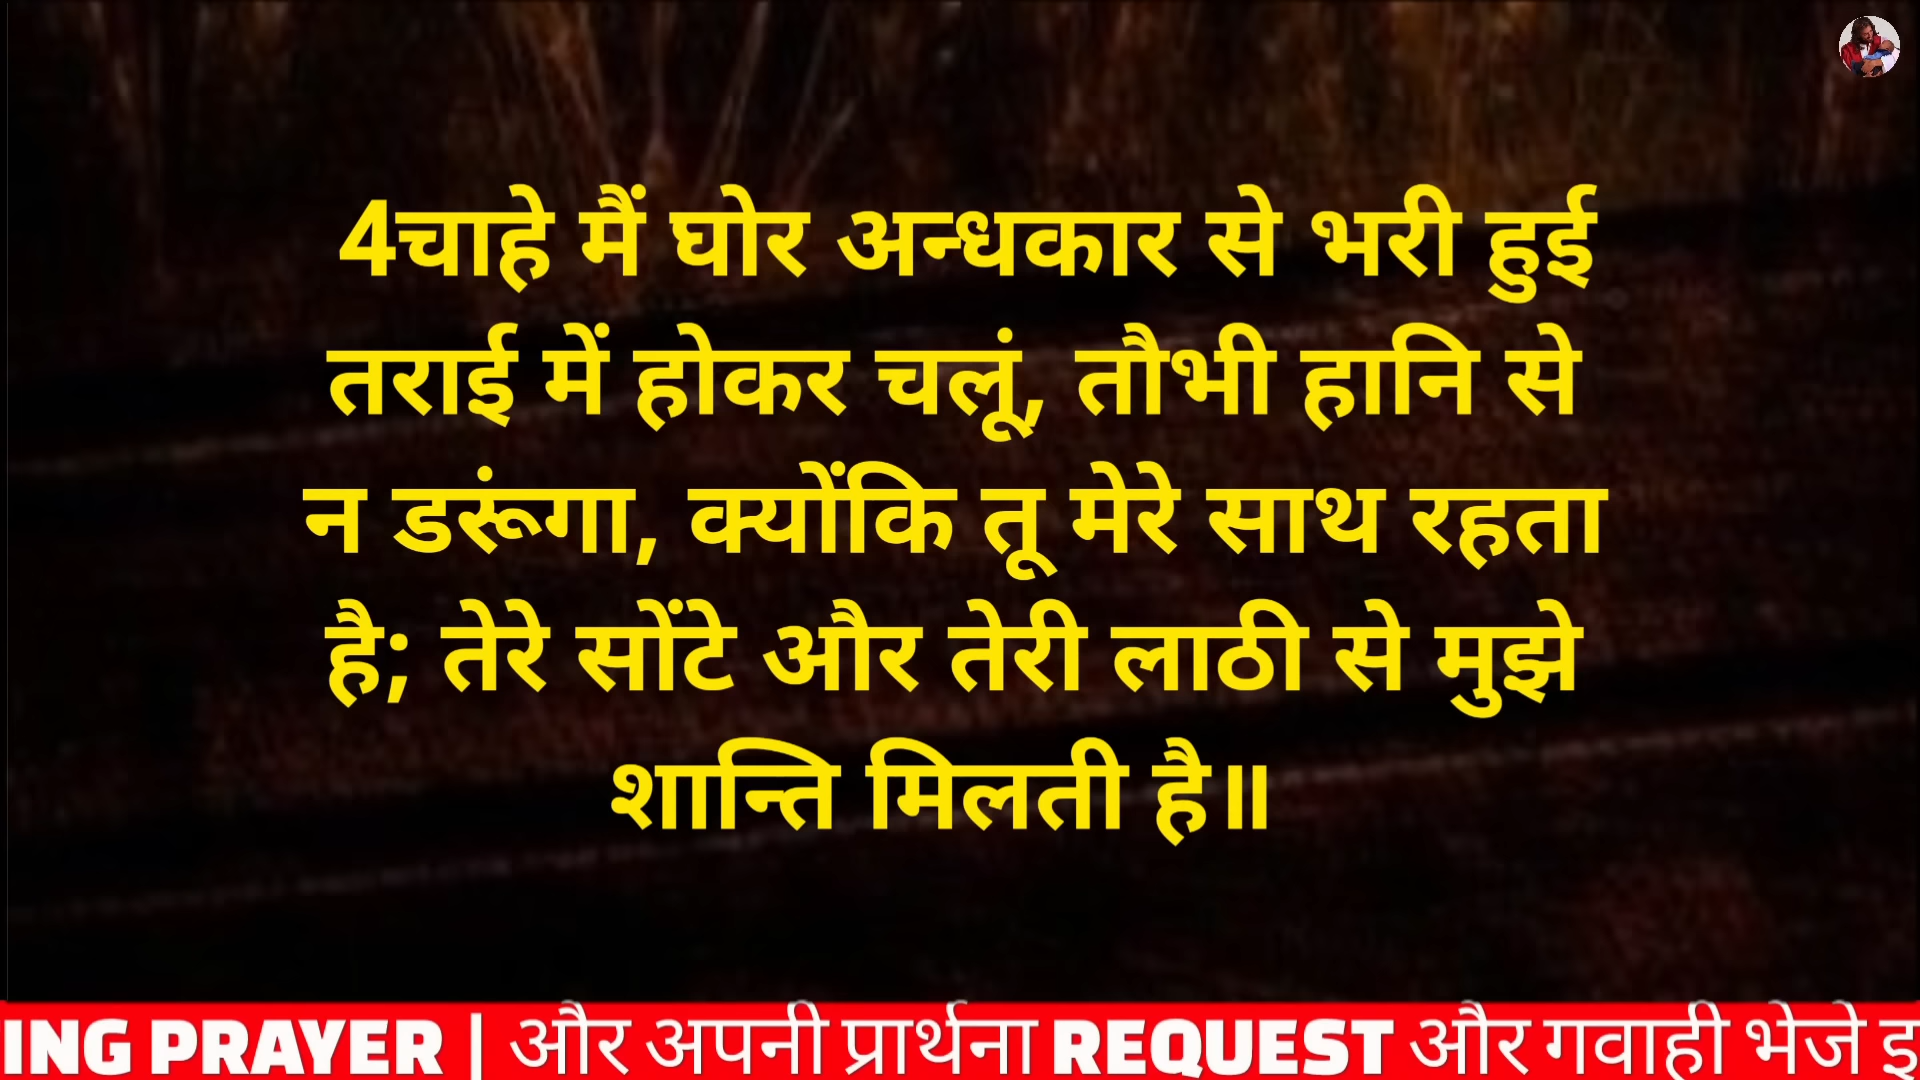 4चाहे मैं घोर अन्धकार से भरी हुई
तराई में होकर चलूं, तौभी हानि से
न डरूंगा, क्योंकि तू मेरे साथ रहता
है; तेरे सोंटे और तेरी लाठी से मुझे
शान्ति मिलती है॥
ING PRAYER | और अपनी प्रार्थना REQUEST और गवाही भेजे इ